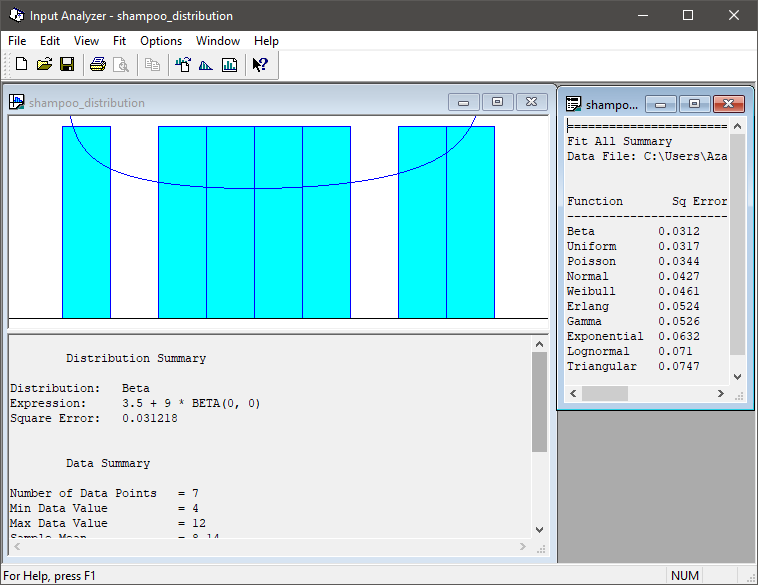 Input Analyzer - shampoo_distribution
File Edit View Fit Options Window Help
shampoo_distribution
Distribution Summary
Distribution: Beta
Expression: 3.5 + 9 * BETA(0, 0)
Square Error: 0.031218
Data Summary
Number of Data Points = 7
Min Data Value = 4
Max Data Value = 12
Sample Mean = 8.14
shampoo...
Fit All Summary
Data File: C:\Users\Aza
Function Sq Error
Beta 0.0312
Uniform 0.0317
Poisson 0.0344
Normal 0.0427
Weibull 0.0461
Erlang 0.0524
Gamma 0.0526
Exponential 0.0632
Lognormal 0.071
Triangular 0.0747
For Help, press F1
NUM